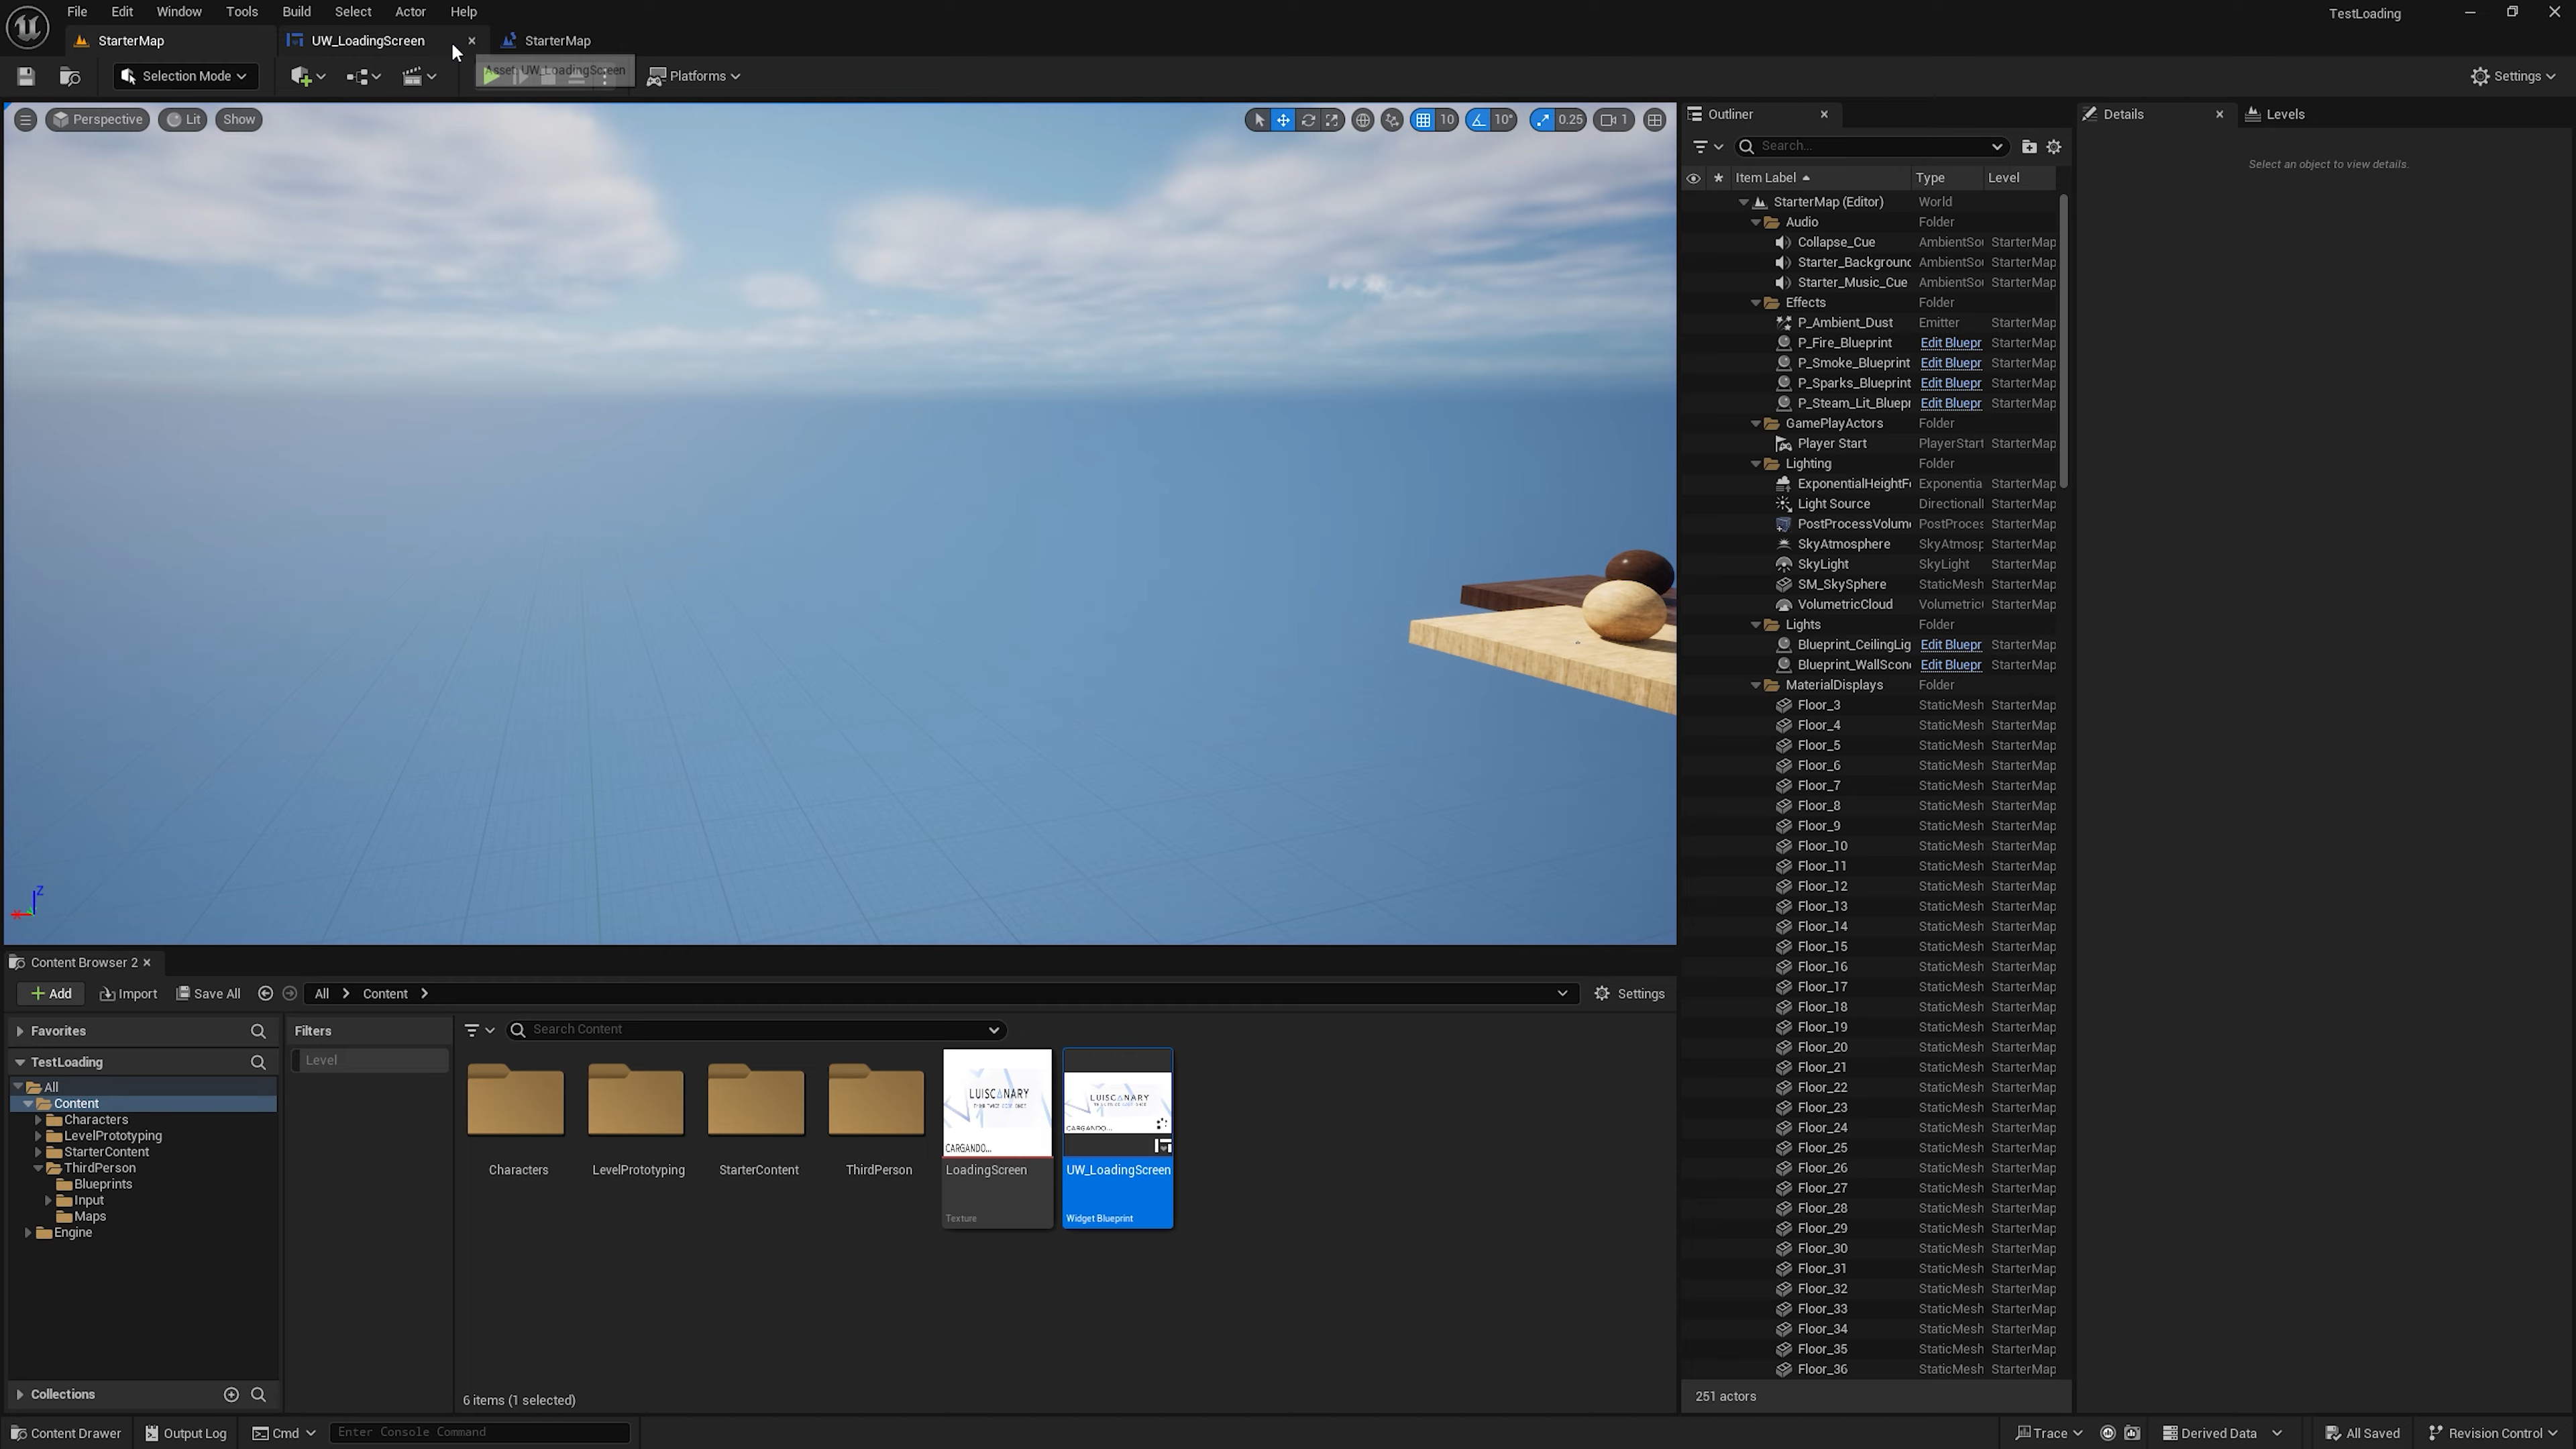 File Edit Window Tools Build Select Actor Help
TestLoading
StarterMap
UW_LoadingScreen
StarterMap
Selection Mode
Asset: UW_LoadingScreen
Platforms
Settings
Perspective
Lit
Show
10
10°
0.25
1
Outliner
Details
Levels
Search...
Select an object to view details.
Item Label Type Level
StarterMap (Editor) World
Audio Folder
Collapse_Cue AmbientSou StarterMap
Starter_Background AmbientSou StarterMap
Starter_Music_Cue AmbientSou StarterMap
Effects Folder
P_Ambient_Dust Emitter StarterMap
P_Fire_Blueprint Edit Bluepr StarterMap
P_Smoke_Blueprint Edit Bluepr StarterMap
P_Sparks_Blueprint Edit Bluepr StarterMap
P_Steam_Lit_Bluepr Edit Bluepr StarterMap
GamePlayActors Folder
Player Start PlayerStart StarterMap
Lighting Folder
ExponentialHeightF Exponentia StarterMap
Light Source Directionall StarterMap
PostProcessVolum PostProces StarterMap
SkyAtmosphere SkyAtmosp StarterMap
SkyLight SkyLight StarterMap
SM_SkySphere StaticMesh StarterMap
VolumetricCloud Volumetric StarterMap
Lights Folder
Blueprint_CeilingLig Edit Bluepr StarterMap
Blueprint_WallScon Edit Bluepr StarterMap
MaterialDisplays Folder
Floor_3 StaticMesh StarterMap
Floor_4 StaticMesh StarterMap
Floor_5 StaticMesh StarterMap
Floor_6 StaticMesh StarterMap
Floor_7 StaticMesh StarterMap
Floor_8 StaticMesh StarterMap
Floor_9 StaticMesh StarterMap
Floor_10 StaticMesh StarterMap
Floor_11 StaticMesh StarterMap
Floor_12 StaticMesh StarterMap
Floor_13 StaticMesh StarterMap
Floor_14 StaticMesh StarterMap
Floor_15 StaticMesh StarterMap
Floor_16 StaticMesh StarterMap
Floor_17 StaticMesh StarterMap
Floor_18 StaticMesh StarterMap
Floor_19 StaticMesh StarterMap
Floor_20 StaticMesh StarterMap
Floor_21 StaticMesh StarterMap
Floor_22 StaticMesh StarterMap
Floor_23 StaticMesh StarterMap
Floor_24 StaticMesh StarterMap
Floor_25 StaticMesh StarterMap
Floor_26 StaticMesh StarterMap
Floor_27 StaticMesh StarterMap
Floor_28 StaticMesh StarterMap
Floor_29 StaticMesh StarterMap
Floor_30 StaticMesh StarterMap
Floor_31 StaticMesh StarterMap
Floor_32 StaticMesh StarterMap
Floor_33 StaticMesh StarterMap
Floor_34 StaticMesh StarterMap
Floor_35 StaticMesh StarterMap
Floor_36 StaticMesh StarterMap
251 actors
Z
X
Content Browser 2
Add
Import
Save All
All
Content
Settings
Favorites
Filters
Search Content
Level
TestLoading
All
Content
Characters
LevelPrototyping
StarterContent
ThirdPerson
Blueprints
Input
Maps
Engine
LUISCANARY
CARGANDO...
LUISCANARY
CARGANDO...
Characters
LevelPrototyping
StarterContent
ThirdPerson
LoadingScreen
UW_LoadingScreen
Texture
Widget Blueprint
Collections
6 items (1 selected)
Content Drawer
Output Log
Cmd
Enter Console Command
Trace
Derived Data
All Saved
Revision Control